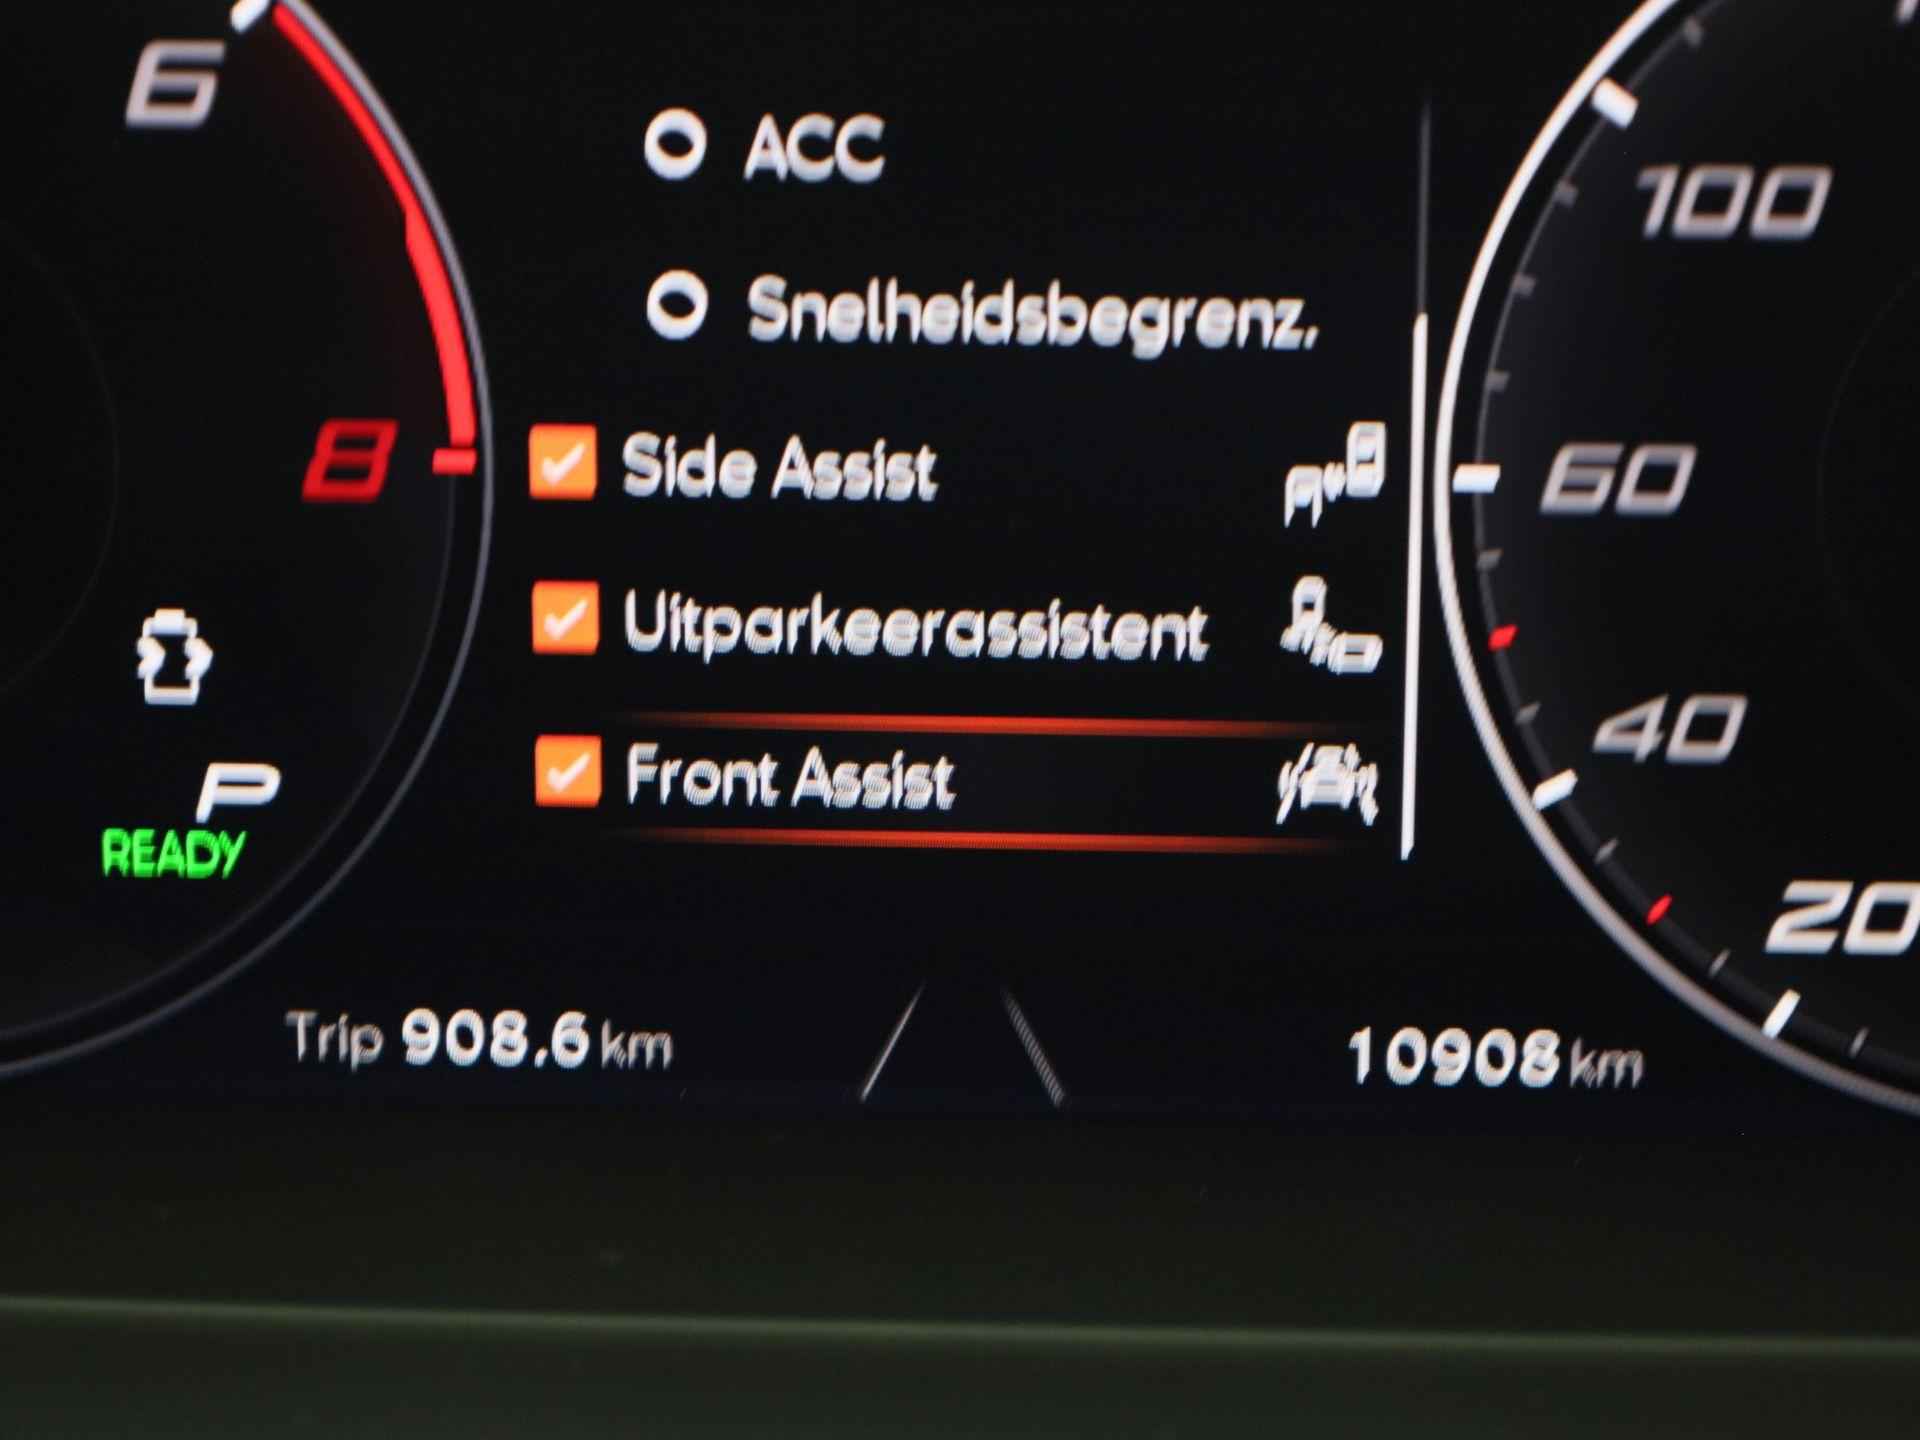 6
ACC
100
Snelheidsbegrenz.
8
Side Assist
60
Uitparkeerassistent
40
P
Front Assist
READY
20
Trip 908.6 km
10908 km